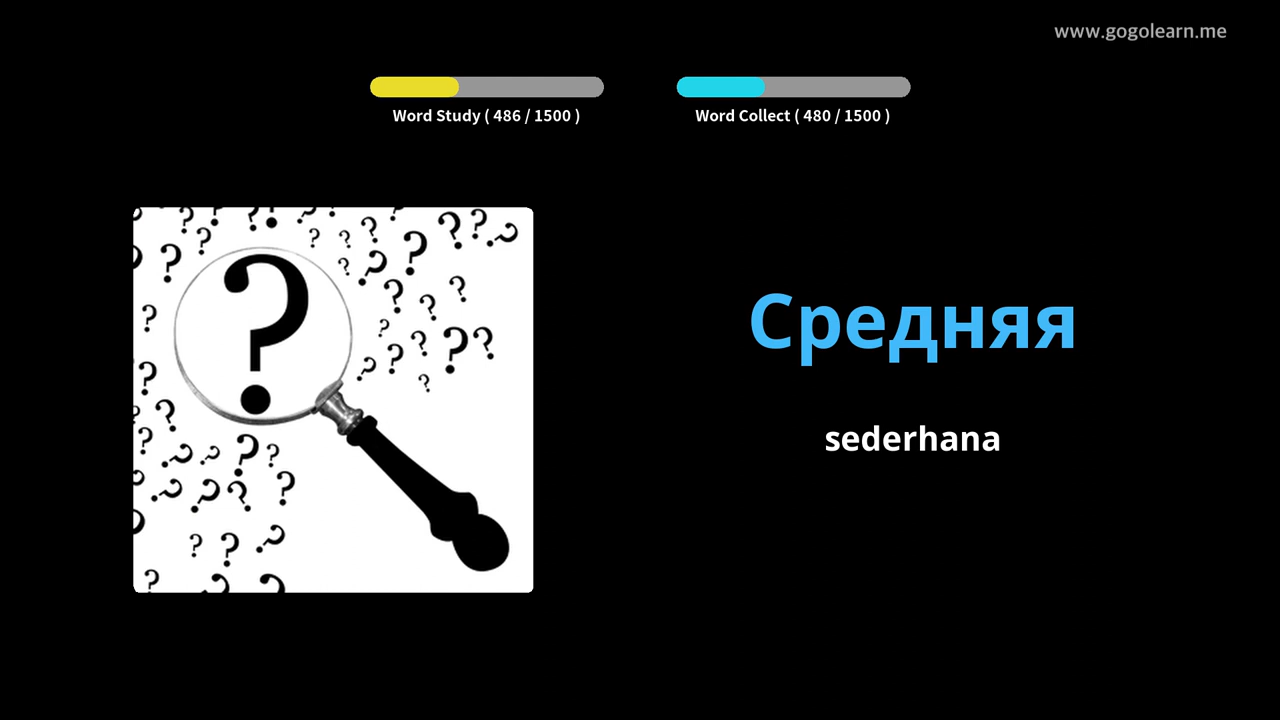 www.gogolearn.me
Word Study ( 486 / 1500 )
Word Collect ( 480 / 1500 )
Средняя
sederhana